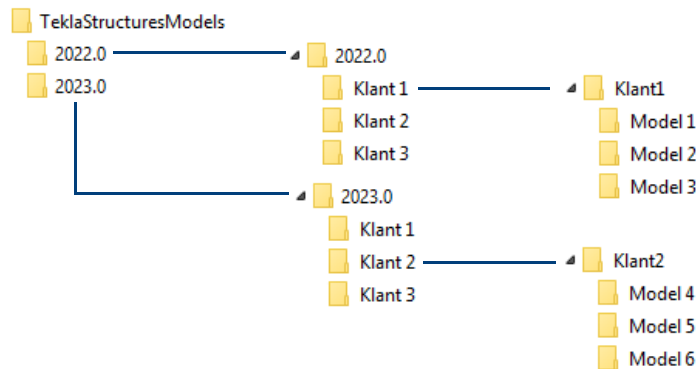 TeklaStructuresModels
2022.0
2023.0
2022.0
Klant 1
Klant 2
Klant 3
Klant1
Model 1
Model 2
Model 3
2023.0
Klant 1
Klant 2
Klant 3
Klant2
Model 4
Model 5
Model 6